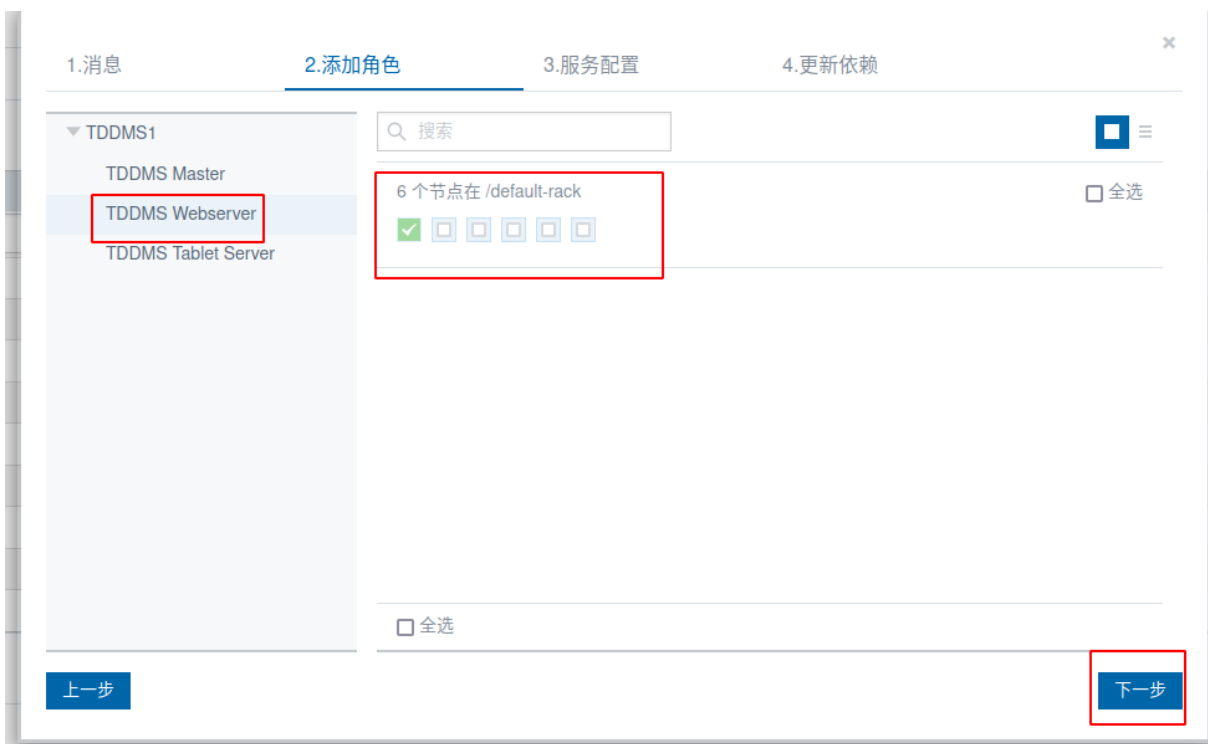 1.消息
2.添加角色
3.服务配置
4.更新依赖
TDDMS1
TDDMS Master
TDDMS Webserver
TDDMS Tablet Server
搜索
6 个节点在 /default-rack
全选
全选
上一步
下一步